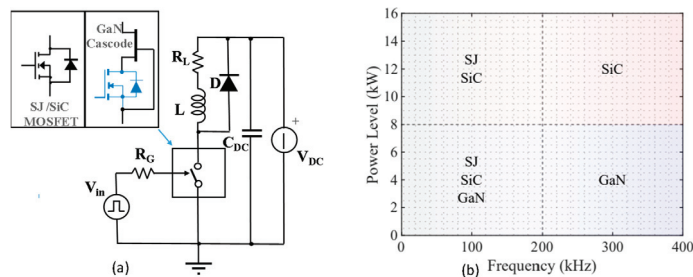 GaN
Cascode
SJ /SiC
MOSFET
R_L
D
L
C_DC
+
V_DC
R_G
V_in
(a)
Power Level (kW)
16
14
12
10
8
6
4
2
0
SJ
SiC
SiC
SJ
SiC
GaN
GaN
0
100
200
300
400
(b) Frequency (kHz)